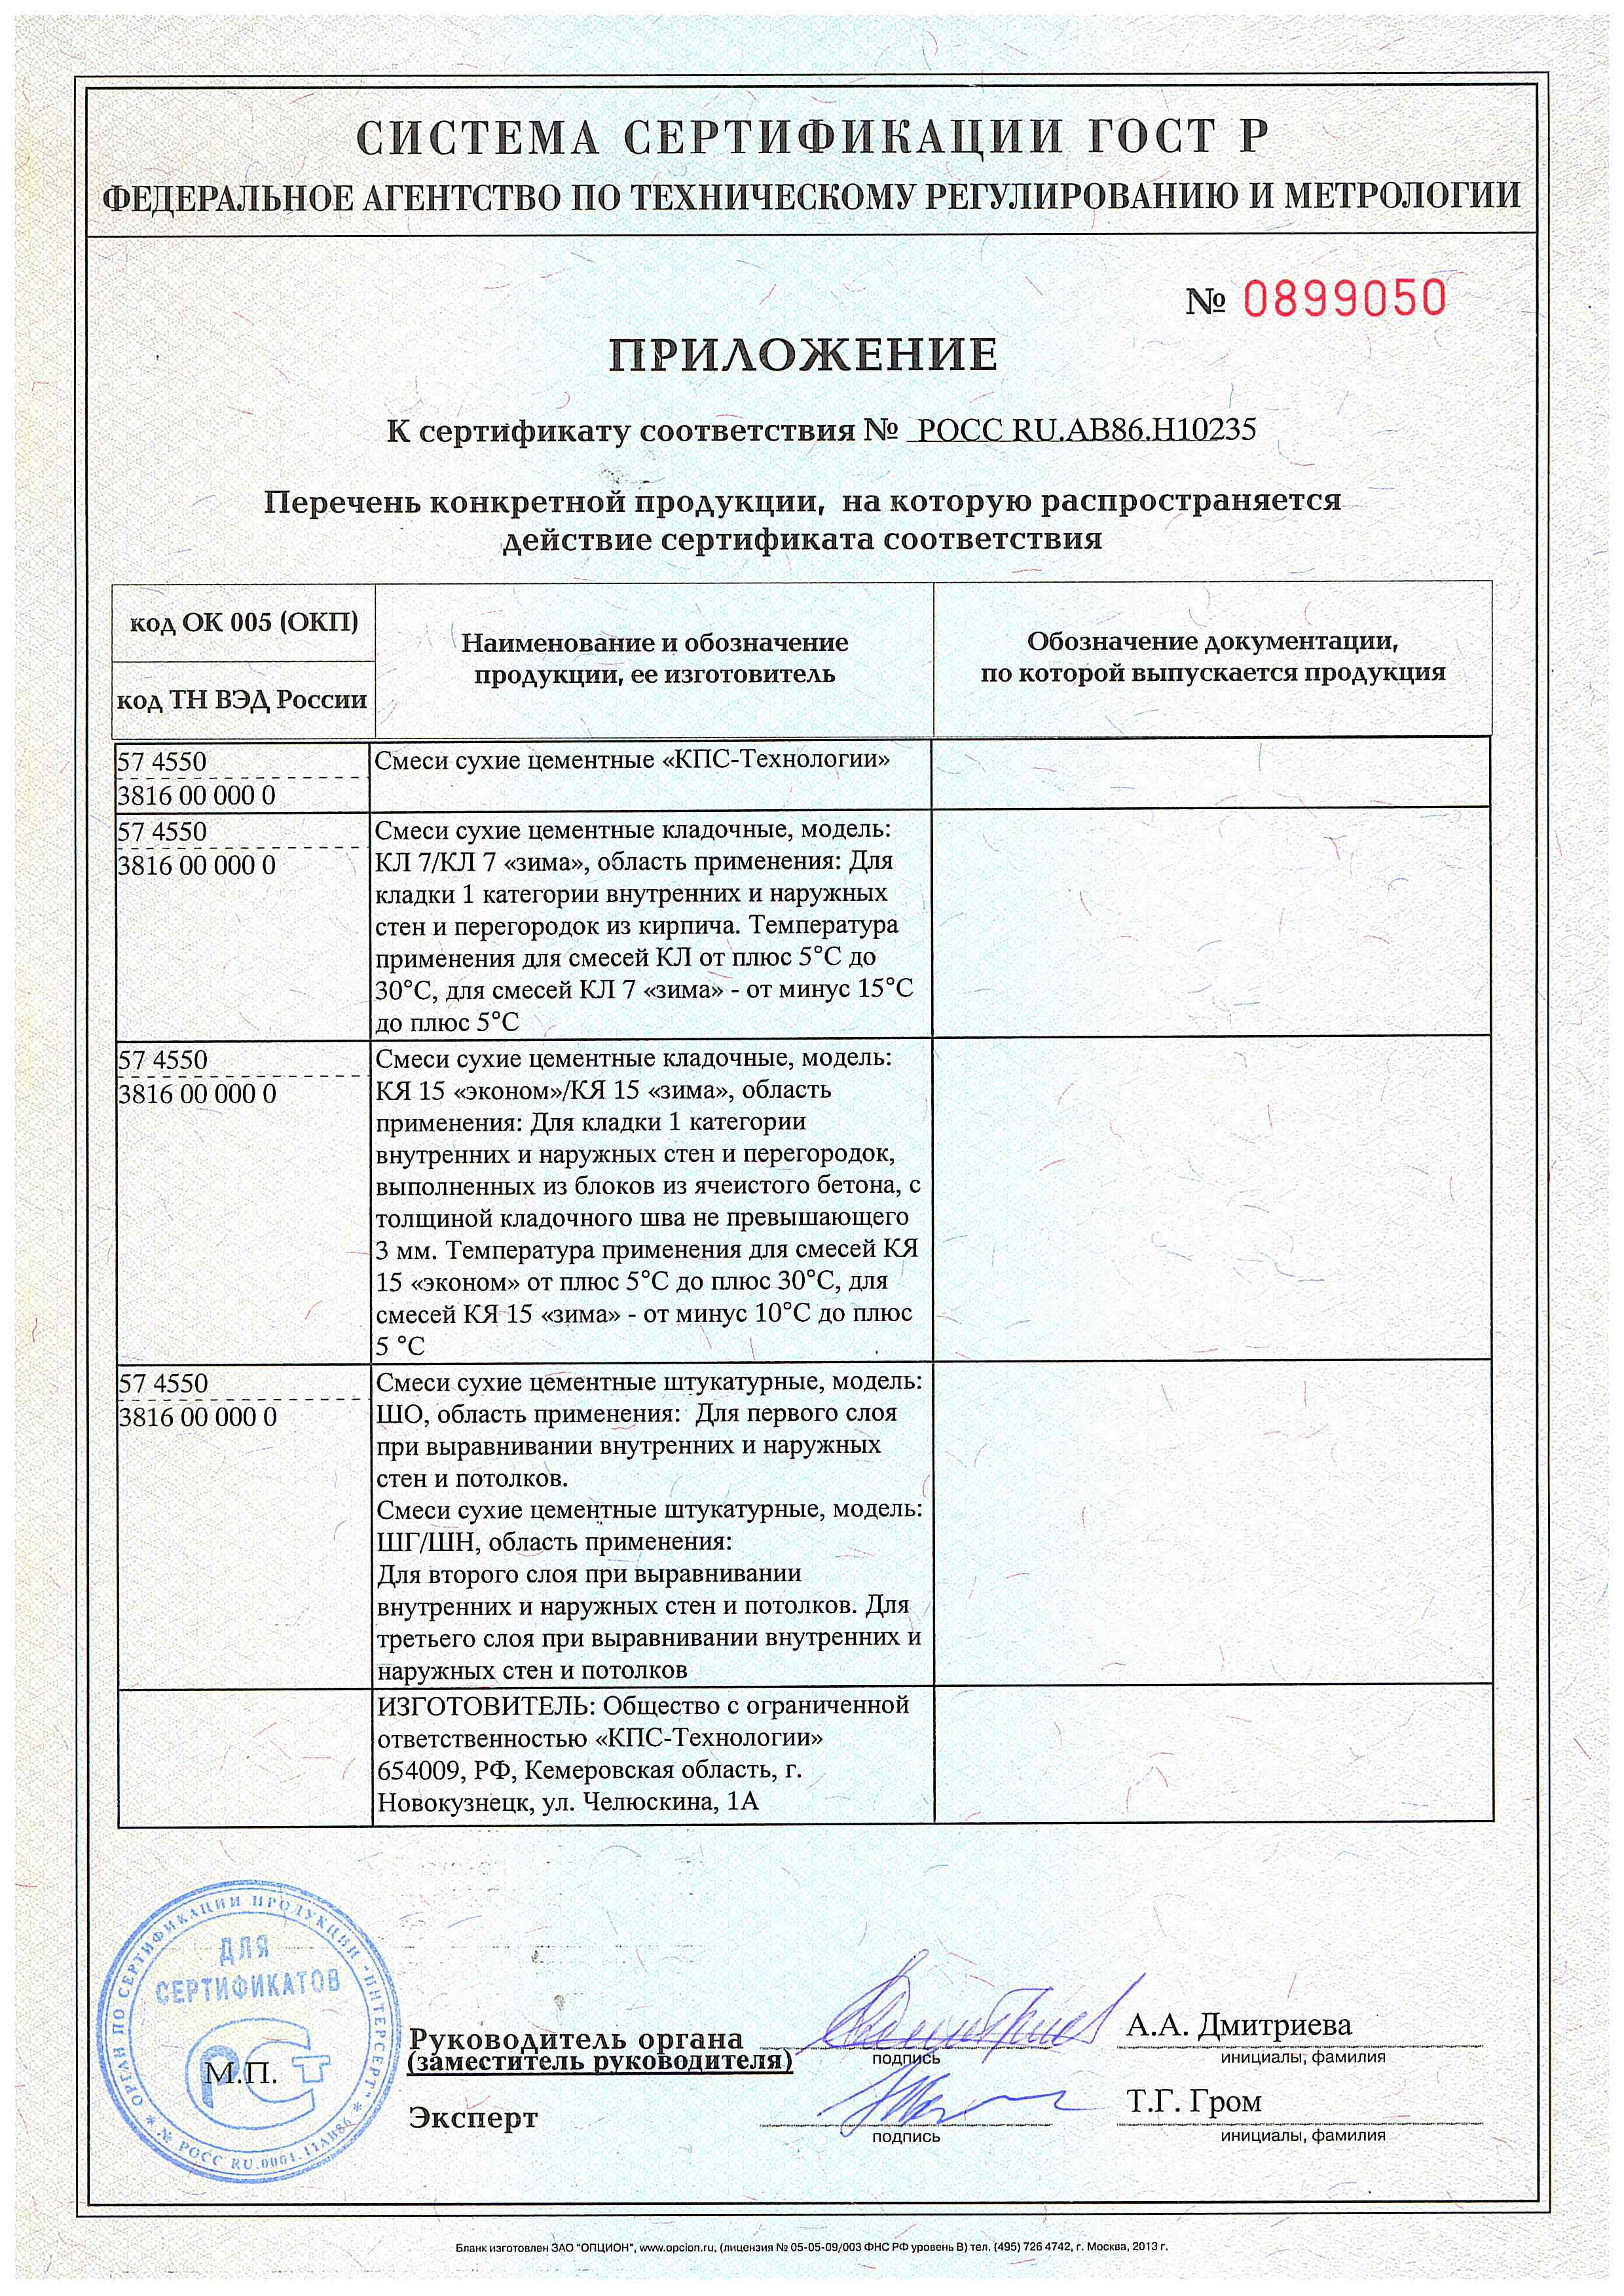 СИСТЕМА СЕРТИФИКАЦИИ ГОСТ Р
ФЕДЕРАЛЬНОЕ АГЕНТСТВО ПО ТЕХНИЧЕСКОМУ РЕГУЛИРОВАНИЮ И МЕТРОЛОГИИ
№ 0899050
ПРИЛОЖЕНИЕ
К сертификату соответствия № РОСС RU.АВ86.Н10235
Перечень конкретной продукции, на которую распространяется
действие сертификата соответствия
код ОК 005 (ОКП)
код ТН ВЭД России
Наименование и обозначение
продукции, ее изготовитель
Обозначение документации,
по которой выпускается продукция
57 4550
3816 00 000 0
Смеси сухие цементные «КПС-Технологии»
57 4550
3816 00 000 0
Смеси сухие цементные кладочные, модель:
КЛ 7/КЛ 7 «зима», область применения: Для
кладки 1 категории внутренних и наружных
стен и перегородок из кирпича. Температура
применения для смесей КЛ от плюс 5°С до
30°С, для смесей КЛ 7 «зима» - от минус 15°С
до плюс 5°С
57 4550
3816 00 000 0
Смеси сухие цементные кладочные, модель:
КЯ 15 «эконом»/КЯ 15 «зима», область
применения: Для кладки 1 категории
внутренних и наружных стен и перегородок,
выполненных из блоков из ячеистого бетона, с
толщиной кладочного шва не превышающего
3 мм. Температура применения для смесей КЯ
15 «эконом» от плюс 5°С до плюс 30°С, для
смесей КЯ 15 «зима» - от минус 10°С до плюс
5 °С
57 4550
3816 00 000 0
Смеси сухие цементные штукатурные, модель:
ШО, область применения: Для первого слоя
при выравнивании внутренних и наружных
стен и потолков.
Смеси сухие цементные штукатурные, модель:
ШГ/ШН, область применения:
Для второго слоя при выравнивании
внутренних и наружных стен и потолков. Для
третьего слоя при выравнивании внутренних и
наружных стен и потолков
ИЗГОТОВИТЕЛЬ: Общество с ограниченной
ответственностью «КПС-Технологии»
654009, РФ, Кемеровская область, г.
Новокузнецк, ул. Челюскина, 1А
ОРГАН ПО СЕРТИФИКАЦИИ ПРОДУКЦИИ "ИНТЕРСЕРТ"
* № РОСС RU.0001.11АВ86 *
ДЛЯ
СЕРТИФИКАТОВ
М.П.
Руководитель органа
(заместитель руководителя)
подпись
А.А. Дмитриева
инициалы, фамилия
Эксперт
подпись
Т.Г. Гром
инициалы, фамилия
Бланк изготовлен ЗАО "ОПЦИОН", www.opcion.ru, (лицензия № 05-05-09/003 ФНС РФ уровень В) тел. (495) 726 4742, г. Москва, 2013 г.